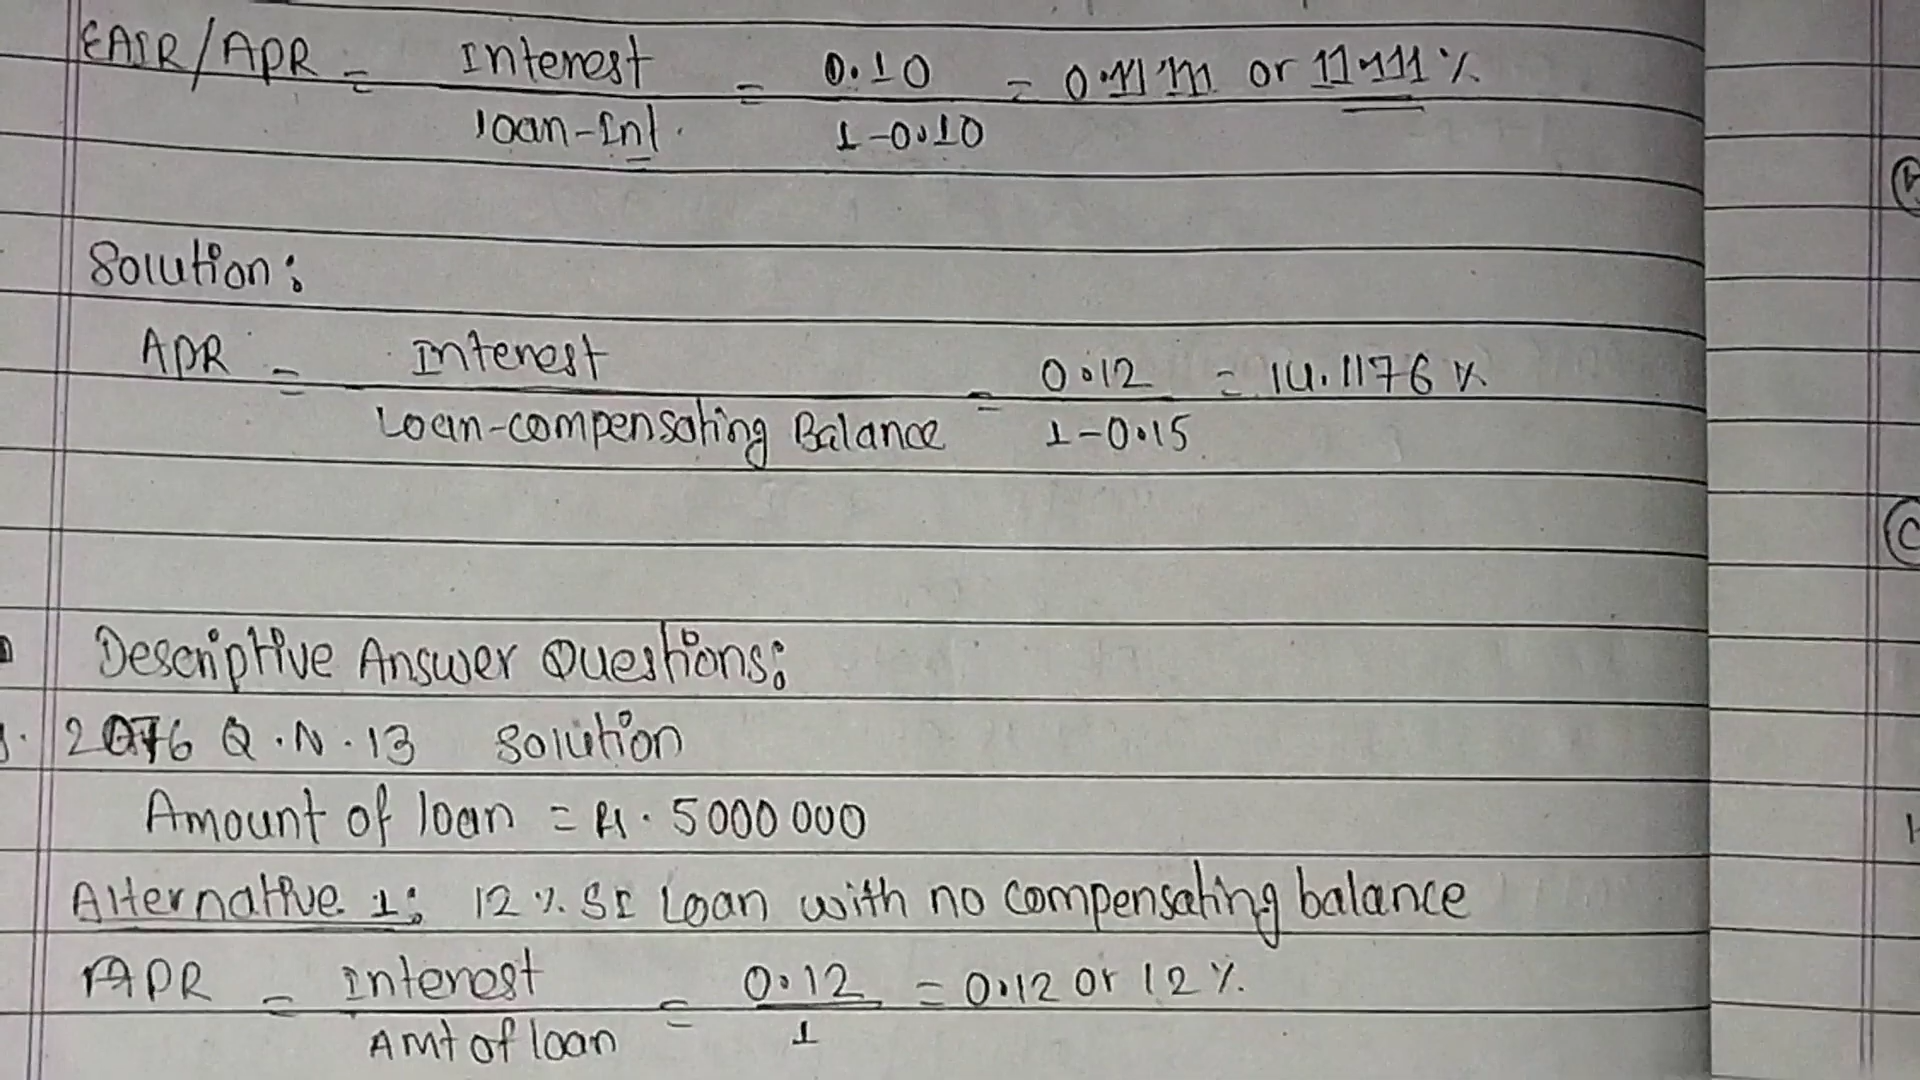 EAIR/APR = Interest / loan-Int. = 0.10 / 1-0.10 = 0.11111 or 11.111%
Solution:
APR = Interest / Loan-compensating Balance = 0.12 / 1-0.15 = 14.1176%
Descriptive Answer Questions:
2076 Q.N.13 Solution
Amount of loan = Rs. 5000000
Alternative 1: 12% SI Loan with no compensating balance
APR = Interest / Amt of loan = 0.12 / 1 = 0.12 or 12%.